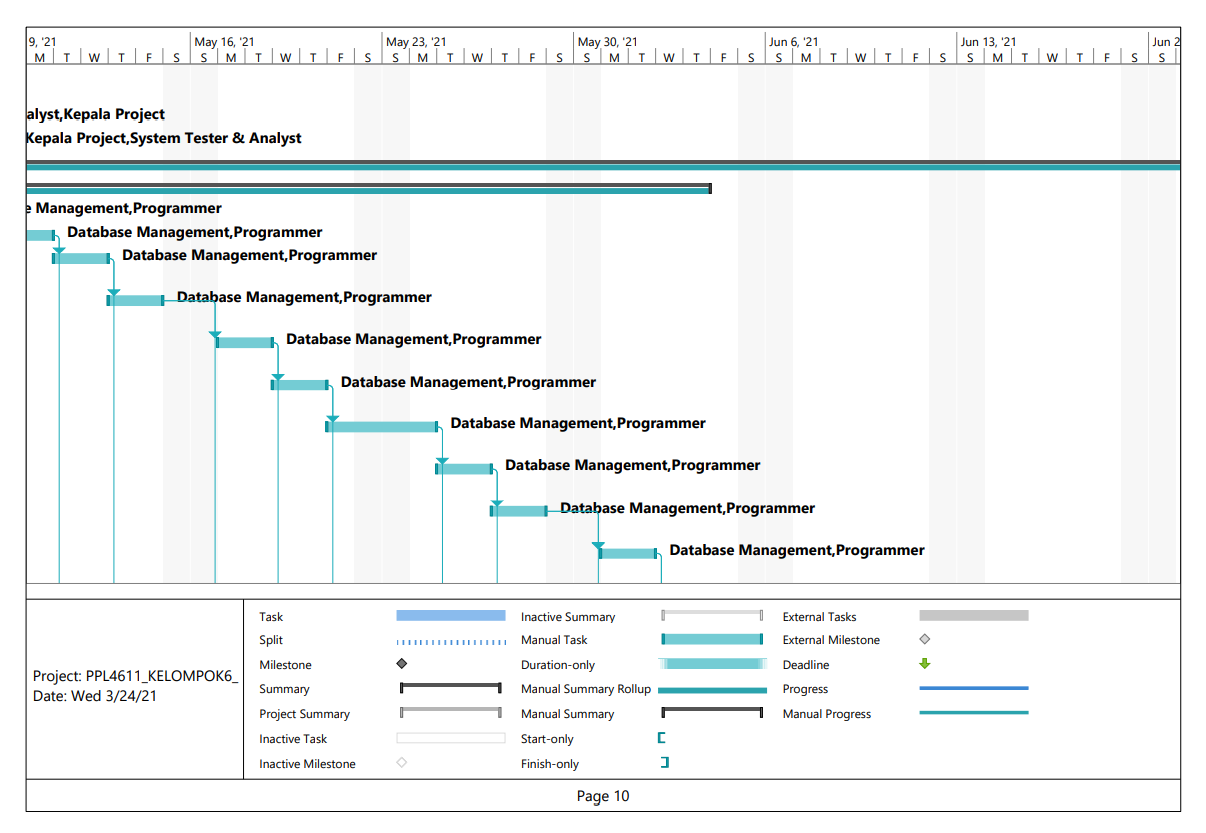 9, '21 May 16, '21 May 23, '21 May 30, '21 Jun 6, '21 Jun 13, '21 Jun 2
M T W T F S S M T W T F S S M T W T F S S M T W T F S S M T W T F S S M T W T F S S
alyst,Kepala Project
Kepala Project,System Tester & Analyst
e Management,Programmer
Database Management,Programmer
Database Management,Programmer
Database Management,Programmer
Database Management,Programmer
Database Management,Programmer
Database Management,Programmer
Database Management,Programmer
Database Management,Programmer
Database Management,Programmer
Project: PPL4611_KELOMPOK6_
Date: Wed 3/24/21
Task
Split
Milestone
Summary
Project Summary
Inactive Task
Inactive Milestone
Inactive Summary
Manual Task
Duration-only
Manual Summary Rollup
Manual Summary
Start-only
Finish-only
External Tasks
External Milestone
Deadline
Progress
Manual Progress
Page 10